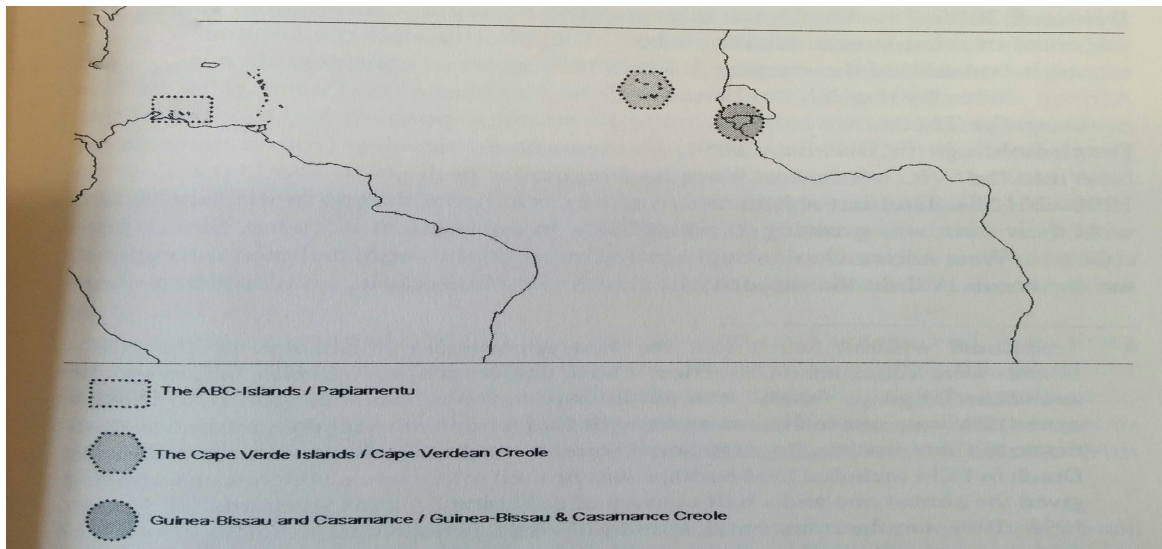 The ABC-Islands / Papiamentu
The Cape Verde Islands / Cape Verdean Creole
Guinea-Bissau and Casamance / Guinea-Bissau & Casamance Creole